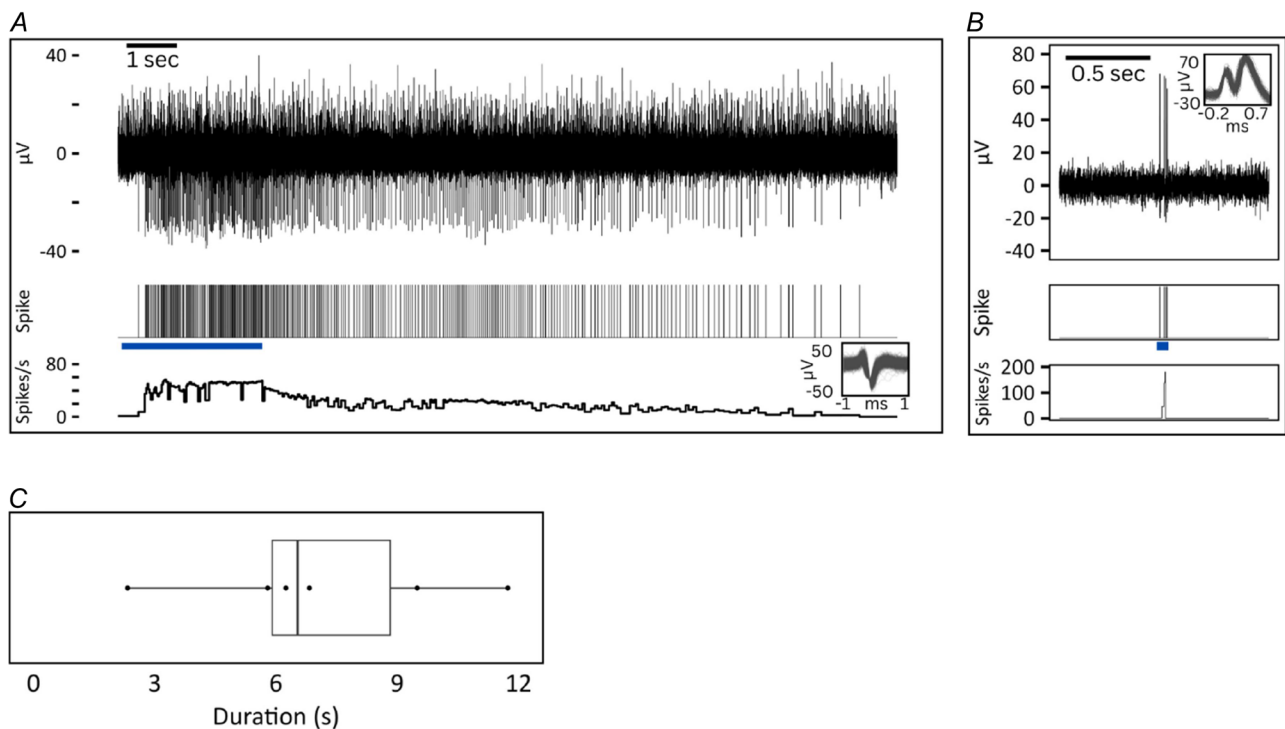 A
40
1 sec
µV
0
-40
Spike
80
Spikes/s
0
50
µV
-50
-1 ms 1
B
80
60
40
20
0
-20
-40
µV
0.5 sec
70
µV
-30
-0.2 0.7
ms
Spike
200
100
0
Spikes/s
C
0 3 6 9 12
Duration (s)